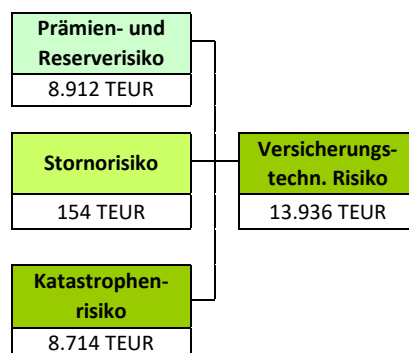 Prämien- und
Reserverisiko
8.912 TEUR
Stornorisiko
154 TEUR
Versicherungs-
techn. Risiko
13.936 TEUR
Katastrophen-
risiko
8.714 TEUR